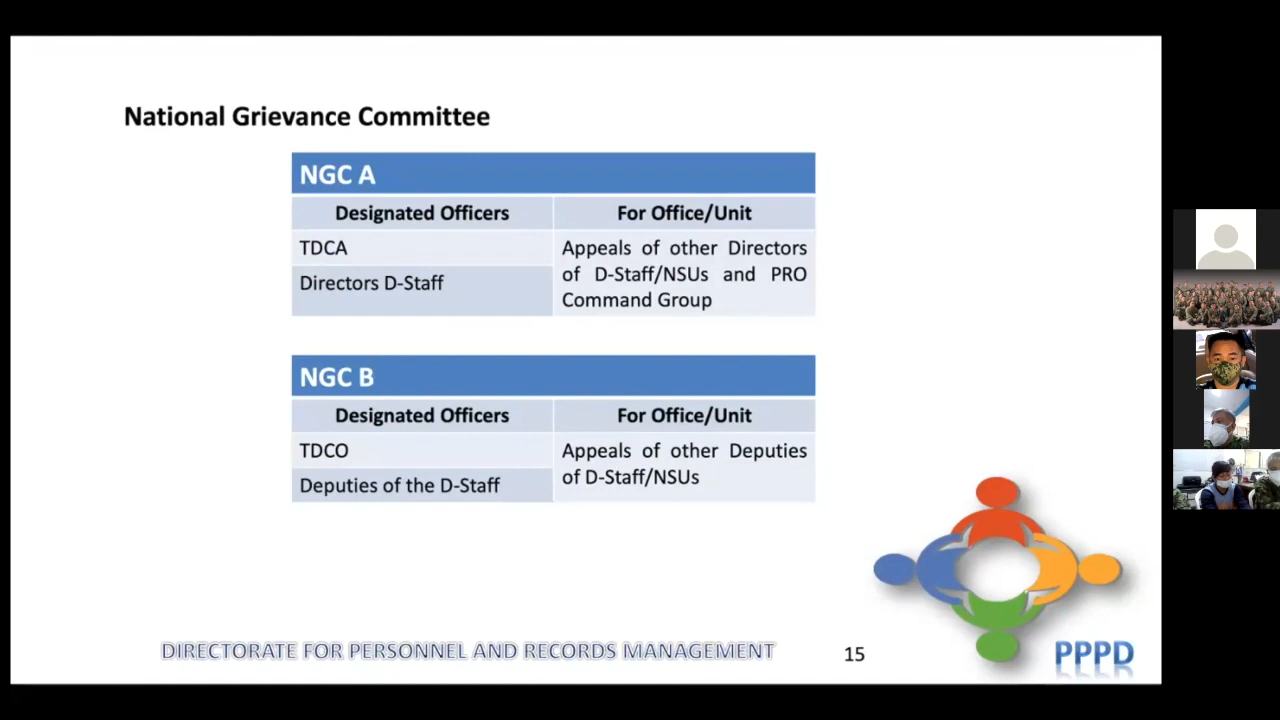 National Grievance Committee
NGC A
Designated Officers
For Office/Unit
TDCA
Directors D-Staff
Appeals of other Directors
of D-Staff/NSUs and PRO
Command Group
NGC B
Designated Officers
For Office/Unit
TDCO
Deputies of the D-Staff
Appeals of other Deputies
of D-Staff/NSUs
DIRECTORATE FOR PERSONNEL AND RECORDS MANAGEMENT
15
PPPD